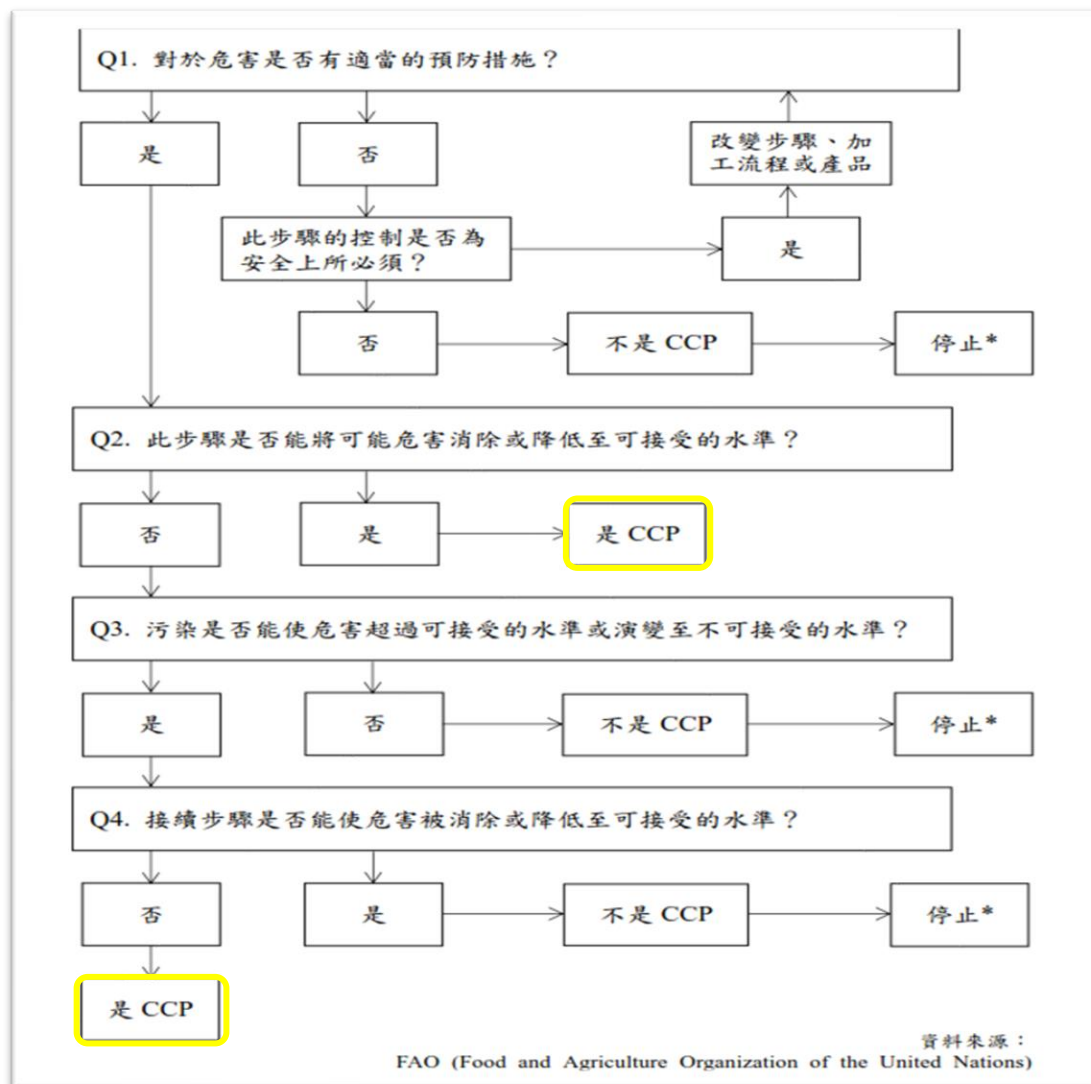 Q1. 對於危害是否有適當的預防措施？
是
否
改變步驟、加
工流程或產品
此步驟的控制是否為
安全上所必須？
是
否
不是 CCP
停止*
Q2. 此步驟是否能將可能危害消除或降低至可接受的水準？
否
是
是 CCP
Q3. 污染是否能使危害超過可接受的水準或演變至不可接受的水準？
是
否
不是 CCP
停止*
Q4. 接續步驟是否能使危害被消除或降低至可接受的水準？
否
是
不是 CCP
停止*
是 CCP
資料來源：
FAO (Food and Agriculture Organization of the United Nations)